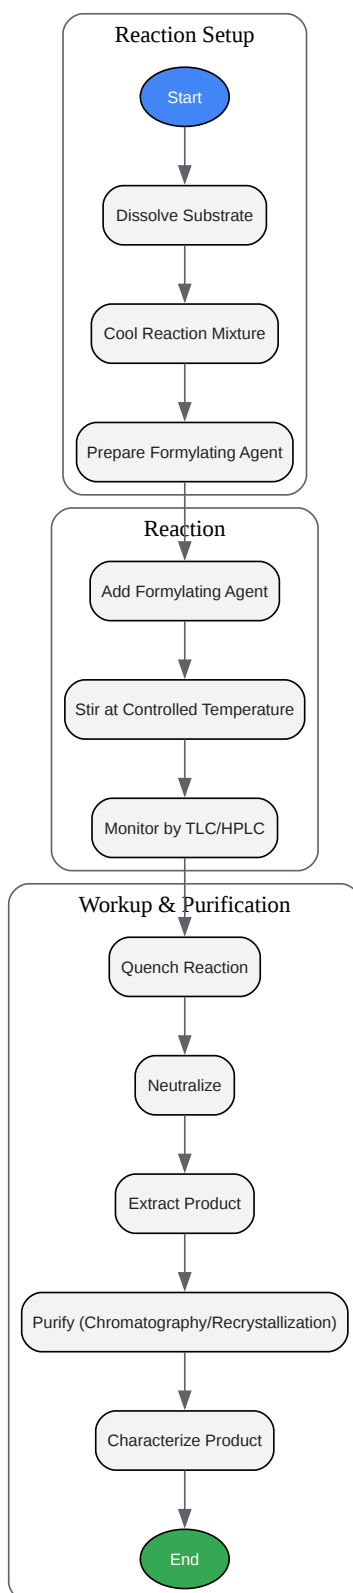 Reaction Setup
Start
Dissolve Substrate
Cool Reaction Mixture
Prepare Formylating Agent
Reaction
Add Formylating Agent
Stir at Controlled Temperature
Monitor by TLC/HPLC
Workup & Purification
Quench Reaction
Neutralize
Extract Product
Purify (Chromatography/Recrystallization)
Characterize Product
End